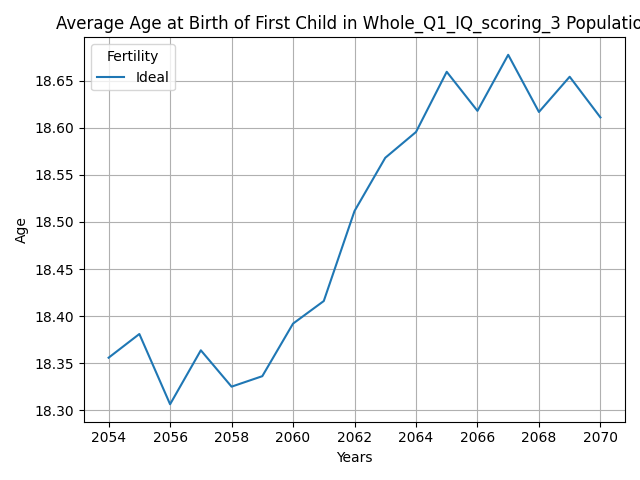 Average Age at Birth of First Child in Whole_Q1_IQ_scoring_3 Populatio
Fertility
Ideal
18.65
18.60
18.55
18.50
18.45
18.40
18.35
18.30
Age
2054 2056 2058 2060 2062 2064 2066 2068 2070
Years